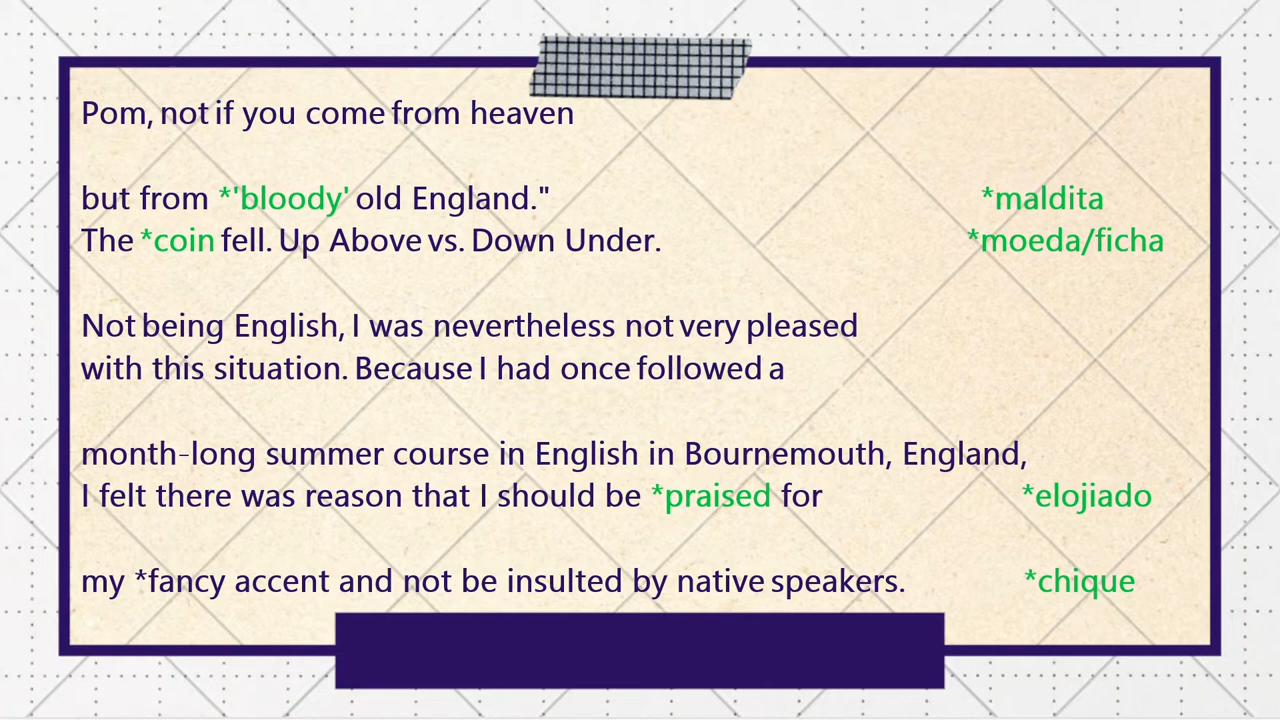 Pom, not if you come from heaven
but from *'bloody' old England." *maldita
The *coin fell. Up Above vs. Down Under. *moeda/ficha
Not being English, I was nevertheless not very pleased
with this situation. Because I had once followed a
month-long summer course in English in Bournemouth, England,
I felt there was reason that I should be *praised for *elojiado
my *fancy accent and not be insulted by native speakers. *chique